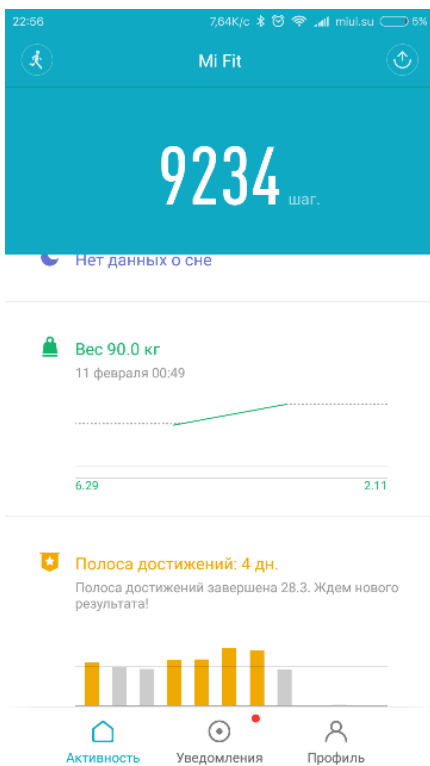 22:56 7,64K/c miui.su 5%
Mi Fit
9234 шаг.
Нет данных о сне
Вес 90.0 кг
11 февраля 00:49
6.29 2.11
Полоса достижений: 4 дн.
Полоса достижений завершена 28.3. Ждем нового
результата!
Активность Уведомления Профиль